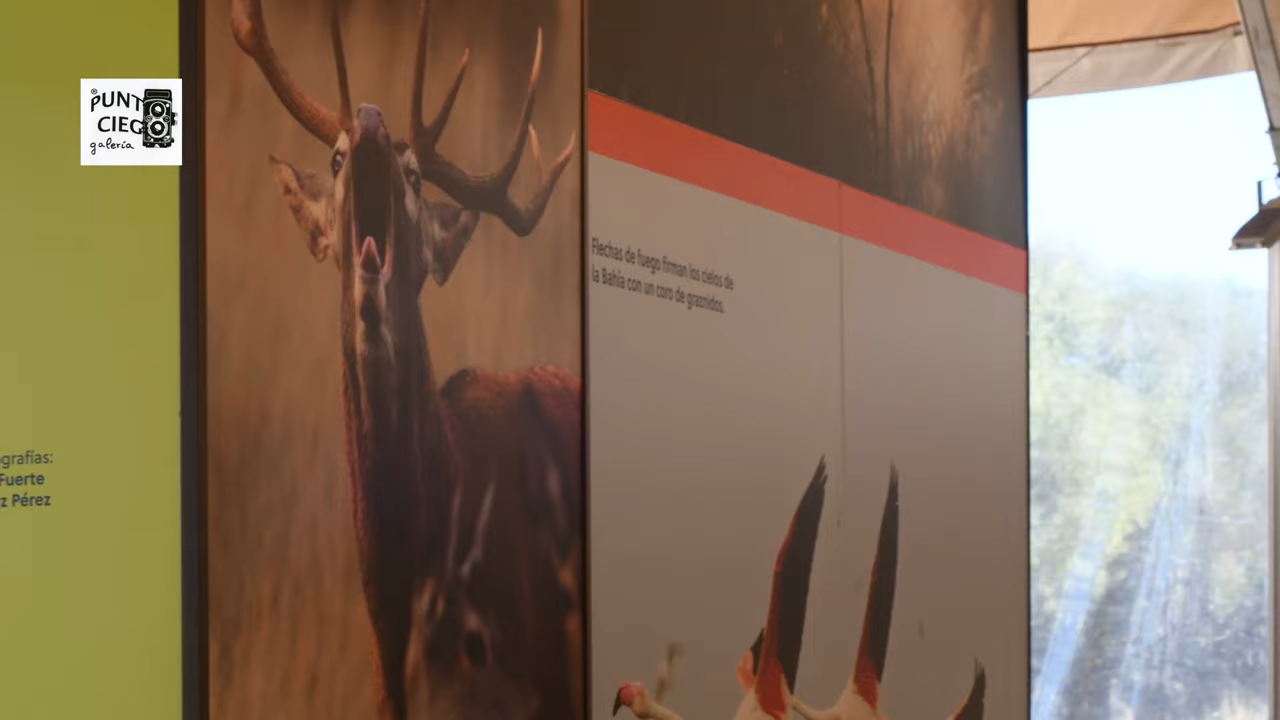 PUNT
CIEG
galería
Flechas de fuego firman los cielos de
la Bahía con un coro de graznidos.
ografías:
Fuerte
z Pérez